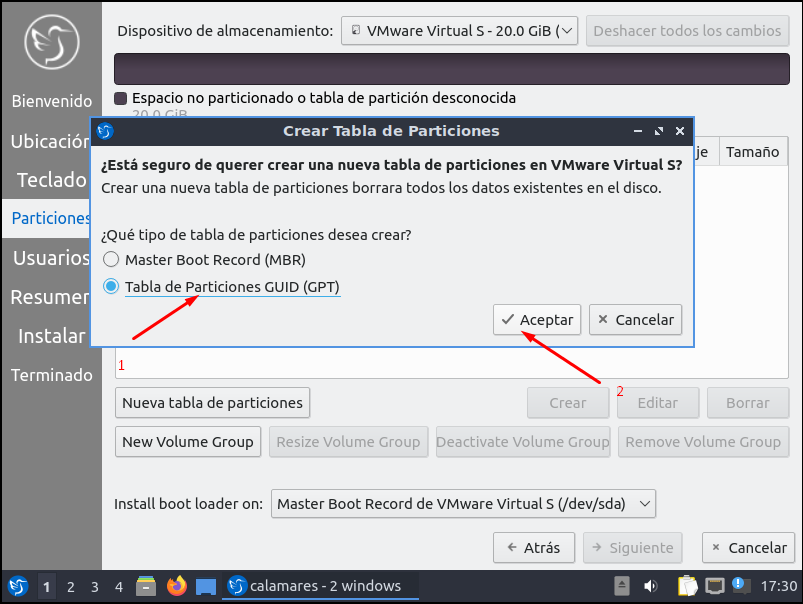 Dispositivo de almacenamiento:
VMware Virtual S - 20.0 GiB (
Deshacer todos los cambios
Espacio no particionado o tabla de partición desconocida
20.0 GiB
Bienvenido
Ubicación
Teclado
Particiones
Usuarios
Resumen
Instalar
Terminado
Crear Tabla de Particiones
¿Está seguro de querer crear una nueva tabla de particiones en VMware Virtual S?
Crear una nueva tabla de particiones borrara todos los datos existentes en el disco.
¿Qué tipo de tabla de particiones desea crear?
Master Boot Record (MBR)
Tabla de Particiones GUID (GPT)
Aceptar
Cancelar
je
Tamaño
1
2
Nueva tabla de particiones
Crear
Editar
Borrar
New Volume Group
Resize Volume Group
Deactivate Volume Group
Remove Volume Group
Install boot loader on:
Master Boot Record de VMware Virtual S (/dev/sda)
Atrás
Siguiente
Cancelar
1 2 3 4
calamares - 2 windows
17:30